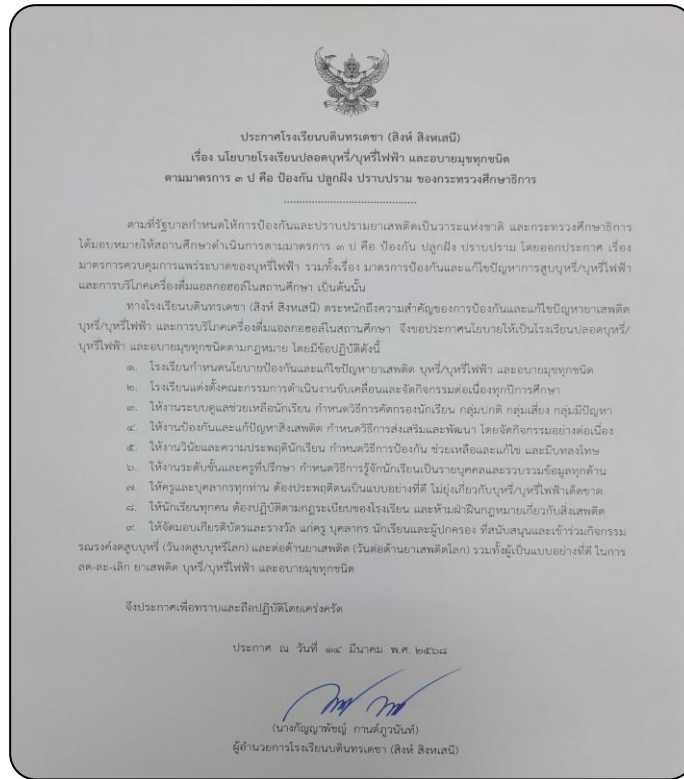 ประกาศโรงเรียนบดินทรเดชา (สิงห์ สิงหเสนี)
เรื่อง นโยบายโรงเรียนปลอดบุหรี่/บุหรี่ไฟฟ้า และอบายมุขทุกชนิด
ตามมาตรการ ๓ ป คือ ป้องกัน ปลูกฝัง ปราบปราม ของกระทรวงศึกษาธิการ
..........................................
ตามที่รัฐบาลกำหนดให้การป้องกันและปราบปรามยาเสพติดเป็นวาระแห่งชาติ และกระทรวงศึกษาธิการ
ได้มอบหมายให้สถานศึกษาดำเนินการตามมาตรการ ๓ ป คือ ป้องกัน ปลูกฝัง ปราบปราม โดยออกประกาศ เรื่อง
มาตรการควบคุมการแพร่ระบาดของบุหรี่ไฟฟ้า รวมทั้งเรื่อง มาตรการป้องกันและแก้ไขปัญหาการสูบบุหรี่/บุหรี่ไฟฟ้า
และการบริโภคเครื่องดื่มแอลกอฮอล์ในสถานศึกษา เป็นต้นนั้น
ทางโรงเรียนบดินทรเดชา (สิงห์ สิงหเสนี) ตระหนักถึงความสำคัญของการป้องกันและแก้ไขปัญหายาเสพติด
บุหรี่/บุหรี่ไฟฟ้า และการบริโภคเครื่องดื่มแอลกอฮอล์ในสถานศึกษา จึงขอประกาศนโยบายให้เป็นโรงเรียนปลอดบุหรี่/
บุหรี่ไฟฟ้า และอบายมุขทุกชนิดตามกฎหมาย โดยมีข้อปฏิบัติดังนี้
๑. โรงเรียนกำหนดนโยบายป้องกันและแก้ไขปัญหายาเสพติด บุหรี่/บุหรี่ไฟฟ้า และอบายมุขทุกชนิด
๒. โรงเรียนแต่งตั้งคณะกรรมการดำเนินงานขับเคลื่อนและจัดกิจกรรมต่อเนื่องทุกปีการศึกษา
๓. ให้งานระบบดูแลช่วยเหลือนักเรียน กำหนดวิธีการคัดกรองนักเรียน กลุ่มปกติ กลุ่มเสี่ยง กลุ่มมีปัญหา
๔. ให้งานป้องกันและแก้ปัญหาสิ่งเสพติด กำหนดวิธีการส่งเสริมและพัฒนา โดยจัดกิจกรรมอย่างต่อเนื่อง
๕. ให้งานวินัยและความประพฤตินักเรียน กำหนดวิธีการป้องกัน ช่วยเหลือและแก้ไข และมีบทลงโทษ
๖. ให้งานระดับชั้นและครูที่ปรึกษา กำหนดวิธีการรู้จักนักเรียนเป็นรายบุคคลและรวบรวมข้อมูลทุกด้าน
๗. ให้ครูและบุคลากรทุกท่าน ต้องประพฤติตนเป็นแบบอย่างที่ดี ไม่ยุ่งเกี่ยวกับบุหรี่/บุหรี่ไฟฟ้าเด็ดขาด
๘. ให้นักเรียนทุกคน ต้องปฏิบัติตามกฎระเบียบของโรงเรียน และห้ามฝ่าฝืนกฎหมายเกี่ยวกับสิ่งเสพติด
๙. ให้จัดมอบเกียรติบัตรและรางวัล แก่ครู บุคลากร นักเรียนและผู้ปกครอง ที่สนับสนุนและเข้าร่วมกิจกรรม
รณรงค์งดสูบบุหรี่ (วันงดสูบบุหรี่โลก) และต่อต้านยาเสพติด (วันต่อต้านยาเสพติดโลก) รวมทั้งผู้เป็นแบบอย่างที่ดี ในการ
ลด-ละ-เลิก ยาเสพติด บุหรี่/บุหรี่ไฟฟ้า และอบายมุขทุกชนิด
จึงประกาศเพื่อทราบและถือปฏิบัติโดยเคร่งครัด
ประกาศ ณ วันที่ ๑๔ มีนาคม พ.ศ. ๒๕๖๘
(นางกัญญาพัชญ์ กานต์ภูวนันท์)
ผู้อำนวยการโรงเรียนบดินทรเดชา (สิงห์ สิงหเสนี)